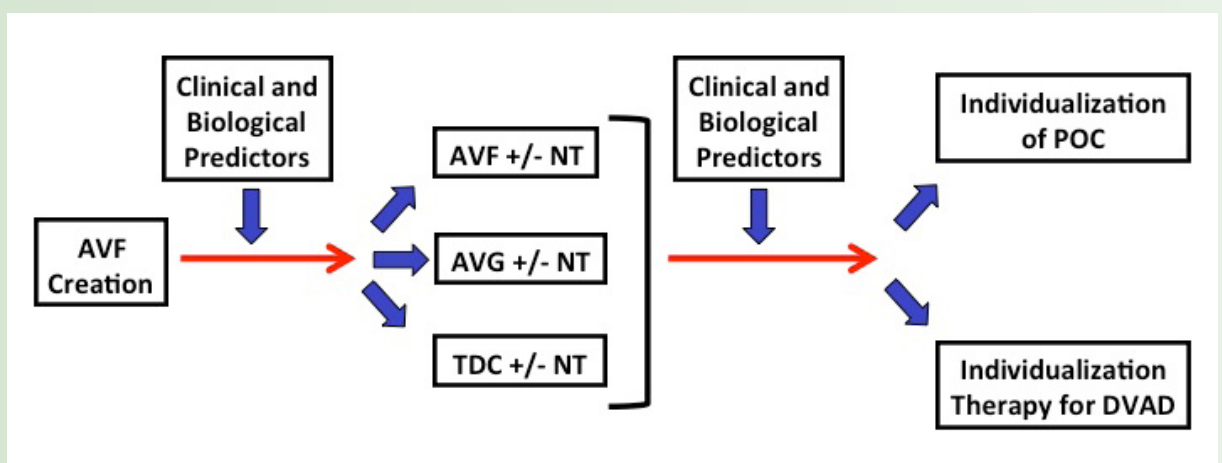 Clinical and
Biological
Predictors
AVF
Creation
AVF +/- NT
AVG +/- NT
TDC +/- NT
Clinical and
Biological
Predictors
Individualization
of POC
Individualization
Therapy for DVAD